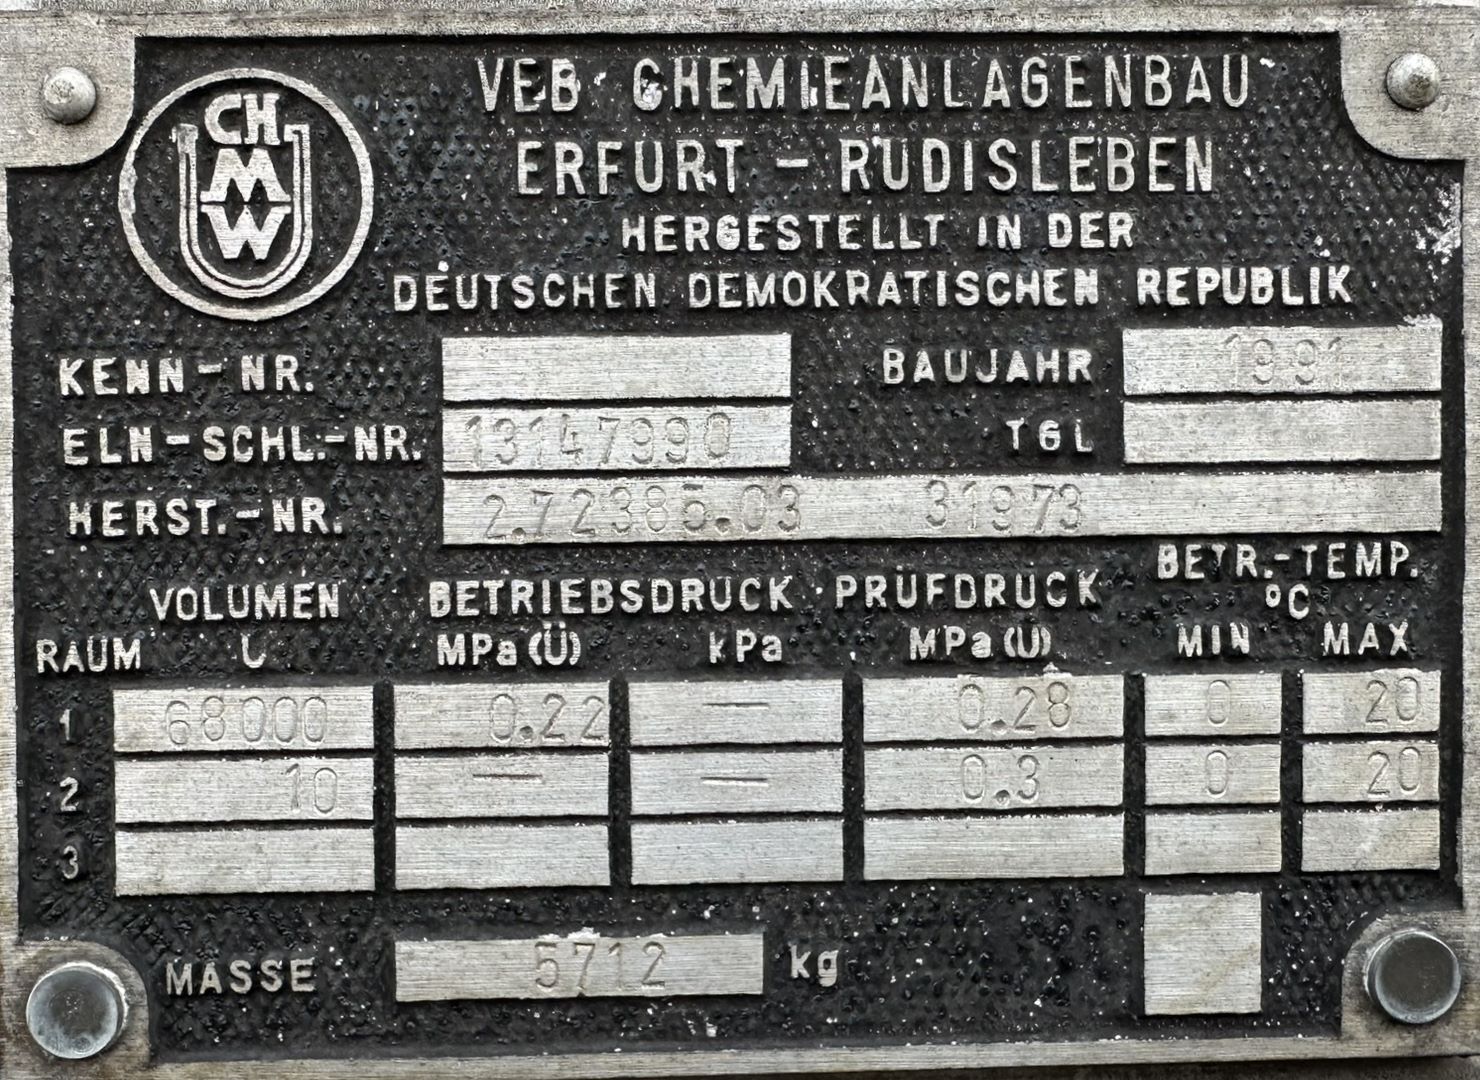 CH
M
W
VEB CHEMIEANLAGENBAU
ERFURT - RUDISLEBEN
HERGESTELLT IN DER
DEUTSCHEN DEMOKRATISCHEN REPUBLIK
KENN-NR. BAUJAHR 1991
ELN-SCHL.-NR. 13147990 TGL
HERST.-NR. 2.72385.03 31973
VOLUMEN BETRIEBSDRUCK PRÜFDRUCK BETR.-TEMP.
°C
RAUM MPa(Ü) kPa MPa(Ü) MIN MAX
1 68000 0.22 — 0.28 0 20
2 10 — — 0.3 0 20
3
MASSE 5712 kg